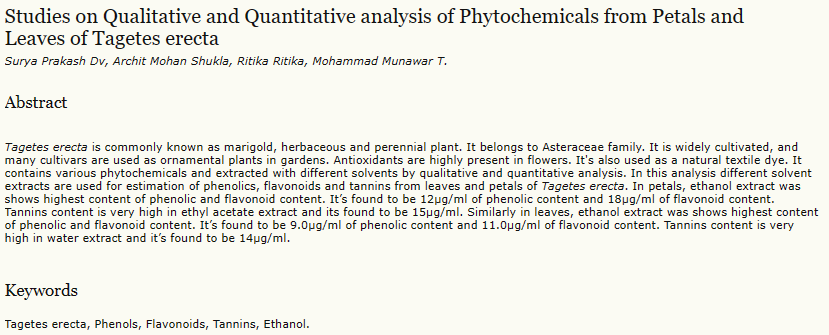 Studies on Qualitative and Quantitative analysis of Phytochemicals from Petals and
Leaves of Tagetes erecta
Surya Prakash Dv, Archit Mohan Shukla, Ritika Ritika, Mohammad Munawar T.
Abstract
Tagetes erecta is commonly known as marigold, herbaceous and perennial plant. It belongs to Asteraceae family. It is widely cultivated, and
many cultivars are used as ornamental plants in gardens. Antioxidants are highly present in flowers. It's also used as a natural textile dye. It
contains various phytochemicals and extracted with different solvents by qualitative and quantitative analysis. In this analysis different solvent
extracts are used for estimation of phenolics, flavonoids and tannins from leaves and petals of Tagetes erecta. In petals, ethanol extract was
shows highest content of phenolic and flavonoid content. It’s found to be 12µg/ml of phenolic content and 18µg/ml of flavonoid content.
Tannins content is very high in ethyl acetate extract and its found to be 15µg/ml. Similarly in leaves, ethanol extract was shows highest content
of phenolic and flavonoid content. It’s found to be 9.0µg/ml of phenolic content and 11.0µg/ml of flavonoid content. Tannins content is very
high in water extract and it’s found to be 14µg/ml.
Keywords
Tagetes erecta, Phenols, Flavonoids, Tannins, Ethanol.